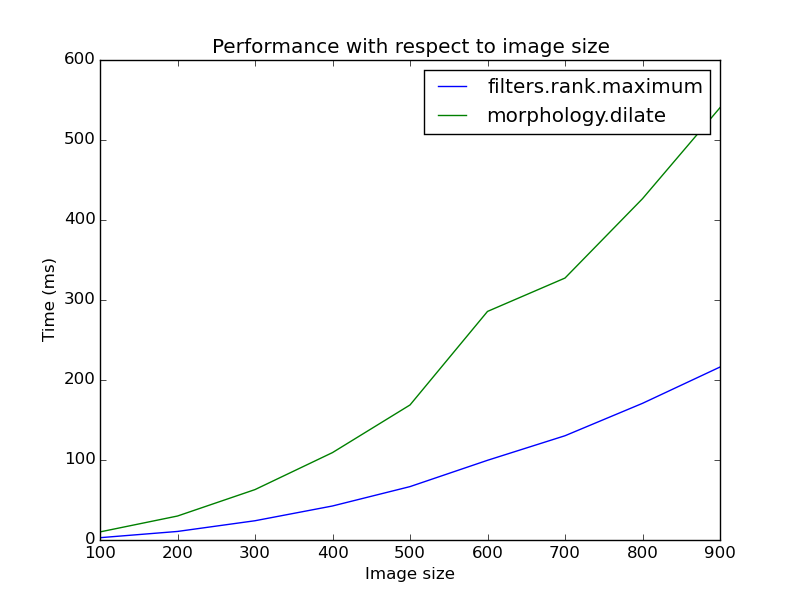 Performance with respect to image size
filters.rank.maximum
morphology.dilate
600
500
400
300
200
100
0
Time (ms)
100 200 300 400 500 600 700 800 900
Image size